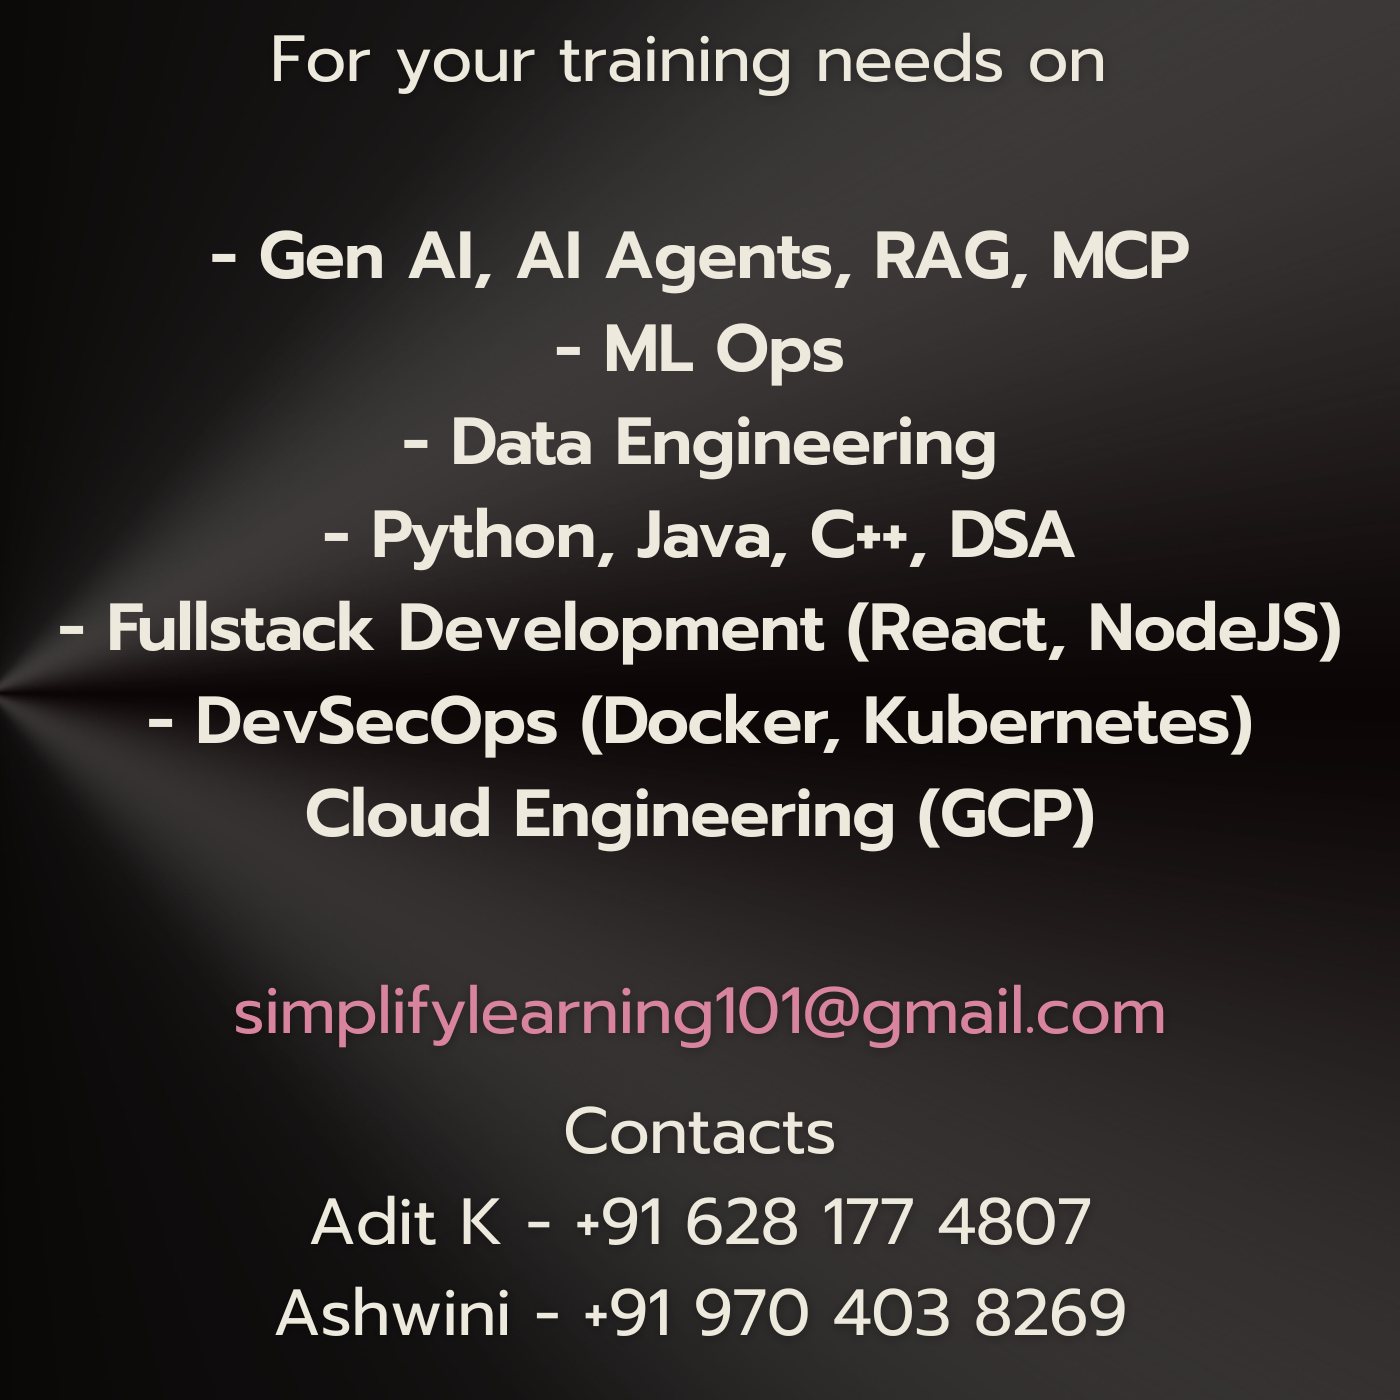 For your training needs on
- Gen AI, AI Agents, RAG, MCP
- ML Ops
- Data Engineering
- Python, Java, C++, DSA
- Fullstack Development (React, NodeJS)
- DevSecOps (Docker, Kubernetes)
Cloud Engineering (GCP)
simplifylearning101@gmail.com
Contacts
Adit K - +91 628 177 4807
Ashwini - +91 970 403 8269